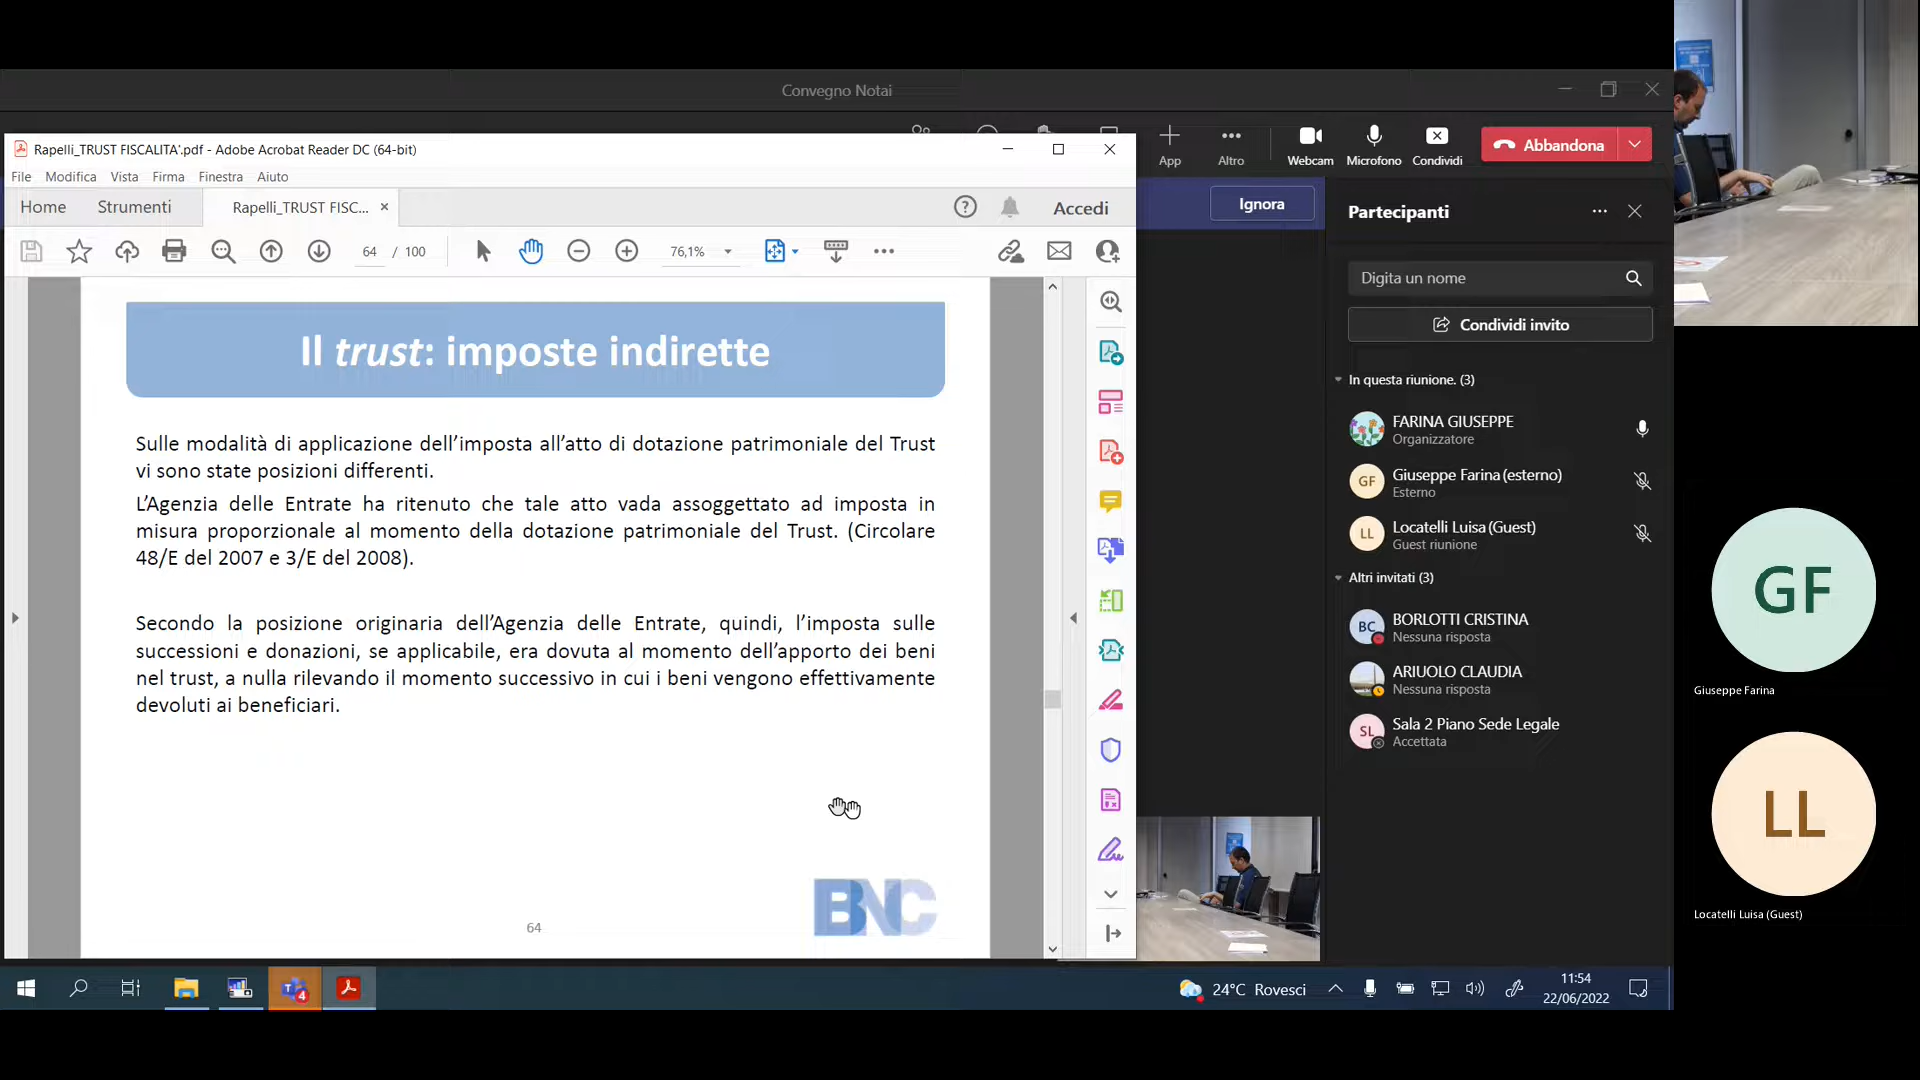 Convegno Notai
Rapelli_TRUST FISCALITA'.pdf - Adobe Acrobat Reader DC (64-bit)
File Modifica Vista Firma Finestra Aiuto
Home Strumenti Rapelli_TRUST FISC... Accedi
64 / 100 76,1%
Il trust: imposte indirette
Sulle modalità di applicazione dell’imposta all’atto di dotazione patrimoniale del Trust
vi sono state posizioni differenti.
L’Agenzia delle Entrate ha ritenuto che tale atto vada assoggettato ad imposta in
misura proporzionale al momento della dotazione patrimoniale del Trust. (Circolare
48/E del 2007 e 3/E del 2008).
Secondo la posizione originaria dell’Agenzia delle Entrate, quindi, l’imposta sulle
successioni e donazioni, se applicabile, era dovuta al momento dell’apporto dei beni
nel trust, a nulla rilevando il momento successivo in cui i beni vengono effettivamente
devoluti ai beneficiari.
64
BNC
App Altro Webcam Microfono Condividi Abbandona
Ignora
Partecipanti
Digita un nome
Condividi invito
In questa riunione. (3)
FARINA GIUSEPPE
Organizzatore
GF Giuseppe Farina (esterno)
Esterno
LL Locatelli Luisa (Guest)
Guest riunione
Altri invitati (3)
BC BORLOTTI CRISTINA
Nessuna risposta
ARIUOLO CLAUDIA
Nessuna risposta
SL Sala 2 Piano Sede Legale
Accettata
GF
Giuseppe Farina
LL
Locatelli Luisa (Guest)
4
24°C Rovesci
11:54
22/06/2022